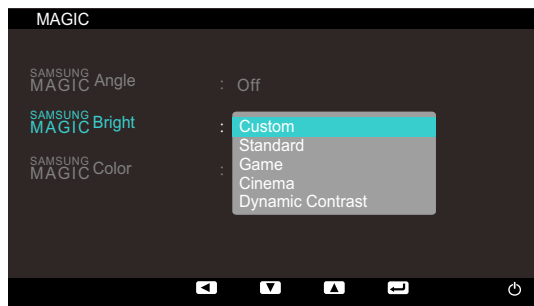 MAGIC
SAMSUNG
MAGIC Angle : Off
SAMSUNG
MAGIC Bright : Custom
Standard
Game
Cinema
Dynamic Contrast
SAMSUNG
MAGIC Color :